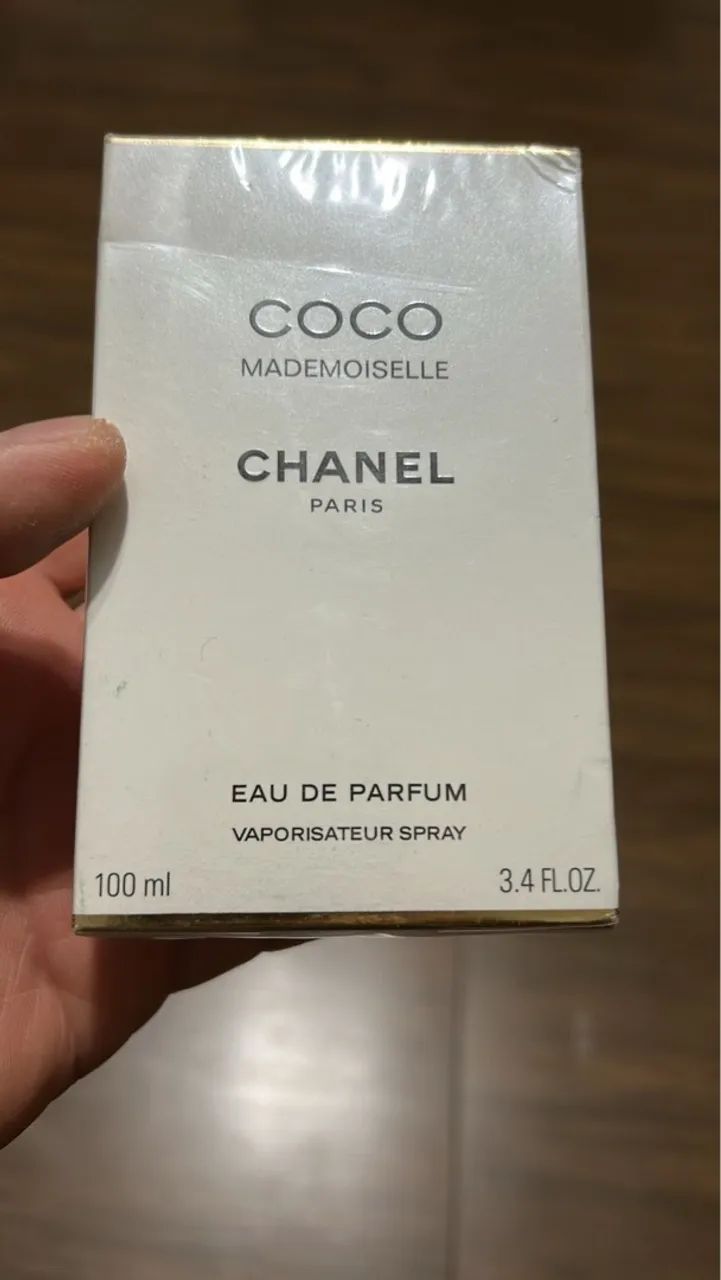 COCO
MADEMOISELLE
CHANEL
PARIS
EAU DE PARFUM
VAPORISATEUR SPRAY
100 ml 3.4 FL.OZ.